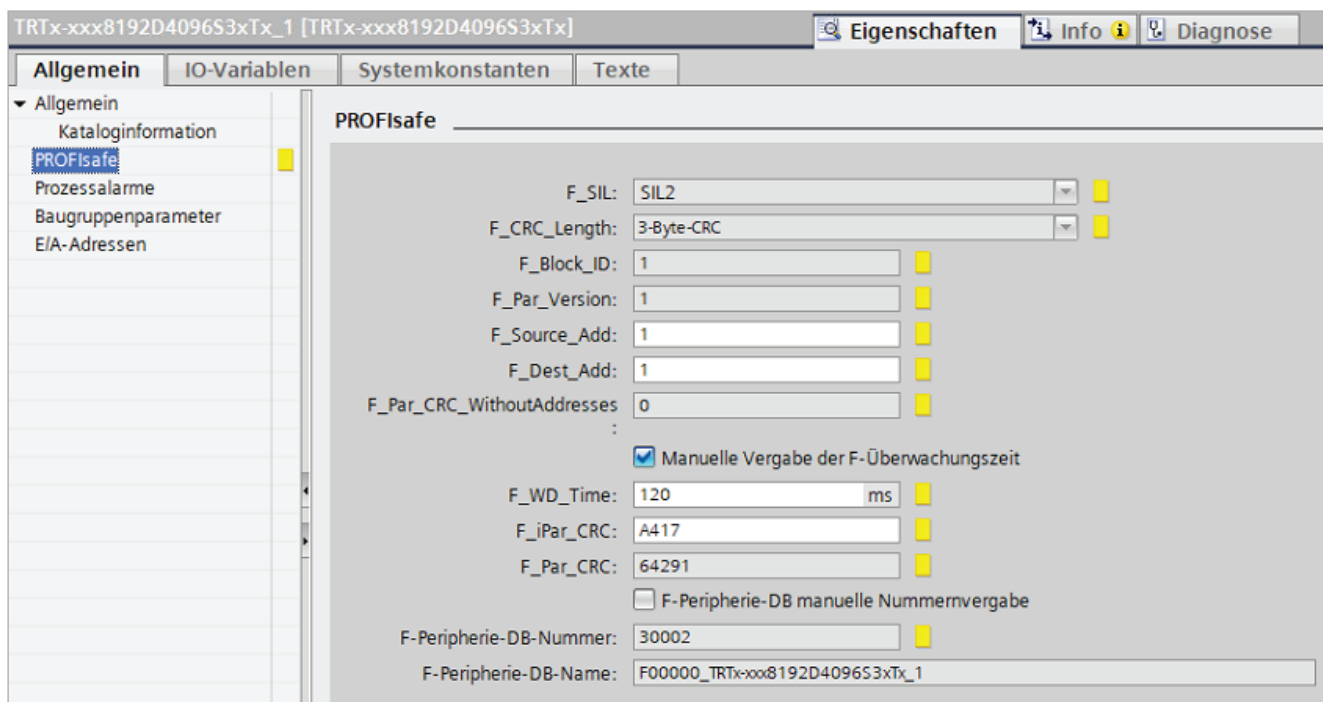 TRTx-xxx8192D4096S3xTx_1 [TRTx-xxx8192D4096S3xTx]
Eigenschaften
Info
Diagnose
Allgemein
IO-Variablen
Systemkonstanten
Texte
Allgemein
Kataloginformation
PROFIsafe
Prozessalarme
Baugruppenparameter
E/A-Adressen
PROFIsafe
F_SIL: SIL2
F_CRC_Length: 3-Byte-CRC
F_Block_ID: 1
F_Par_Version: 1
F_Source_Add: 1
F_Dest_Add: 1
F_Par_CRC_WithoutAddresses 0
:
Manuelle Vergabe der F-Überwachungszeit
F_WD_Time: 120 ms
F_iPar_CRC: A417
F_Par_CRC: 64291
F-Peripherie-DB manuelle Nummernvergabe
F-Peripherie-DB-Nummer: 30002
F-Peripherie-DB-Name: F00000_TRTx-xxx8192D4096S3xTx_1